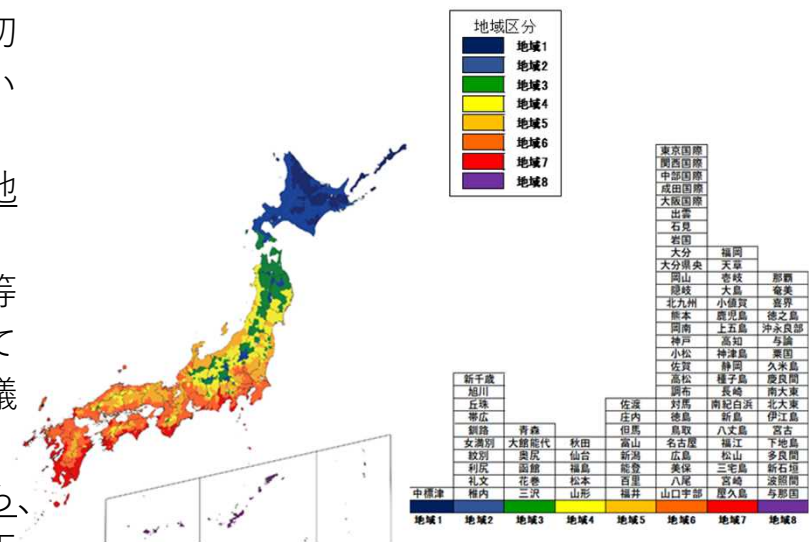 切
い
地
等
て
議
ら、
地域区分
地域1
地域2
地域3
地域4
地域5
地域6
地域7
地域8
東京国際
関西国際
中部国際
成田国際
大阪国際
出雲
石見
岩国
大分 福岡
大分県央 天草
岡山 壱岐 那覇
隠岐 大島 奄美
北九州 小値賀 喜界
熊本 鹿児島 徳之島
岡南 上五島 沖永良部
神戸 高知 与論
小松 神津島 粟国
佐賀 静岡 久米島
新千歳 高松 種子島 慶良間
旭川 調布 長崎 南大東
丘珠 佐渡 対馬 南紀白浜 北大東
帯広 庄内 徳島 新島 伊江島
釧路 青森 但馬 鳥取 八丈島 宮古
女満別 大館能代 秋田 富山 名古屋 福江 下地島
紋別 奥尻 仙台 新潟 広島 松山 多良間
利尻 函館 福島 能登 美保 三宅島 新石垣
礼文 花巻 松本 百里 八尾 宮崎 波照間
中標津 稚内 三沢 山形 福井 山口宇部 屋久島 与那国
地域1 地域2 地域3 地域4 地域5 地域6 地域7 地域8